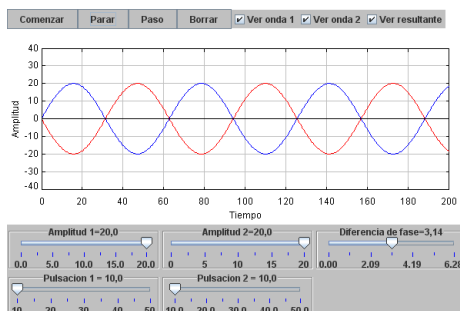 Comenzar Parar Paso Borrar Ver onda 1 Ver onda 2 Ver resultante
40
30
20
10
0
-10
-20
-30
-40
Amplitud
0 20 40 60 80 100 120 140 160 180 200
Tiempo
Amplitud 1=20,0 Amplitud 2=20,0 Diferencia de fase=3,14
0.0 5.0 10.0 15.0 20.0 0 5 10 15 20 0.00 2.09 4.19 6.28
Pulsacion 1 = 10,0 Pulsacion 2 = 10,0
10 20 30 40 50 10.0 20.0 30.0 40.0 50.0